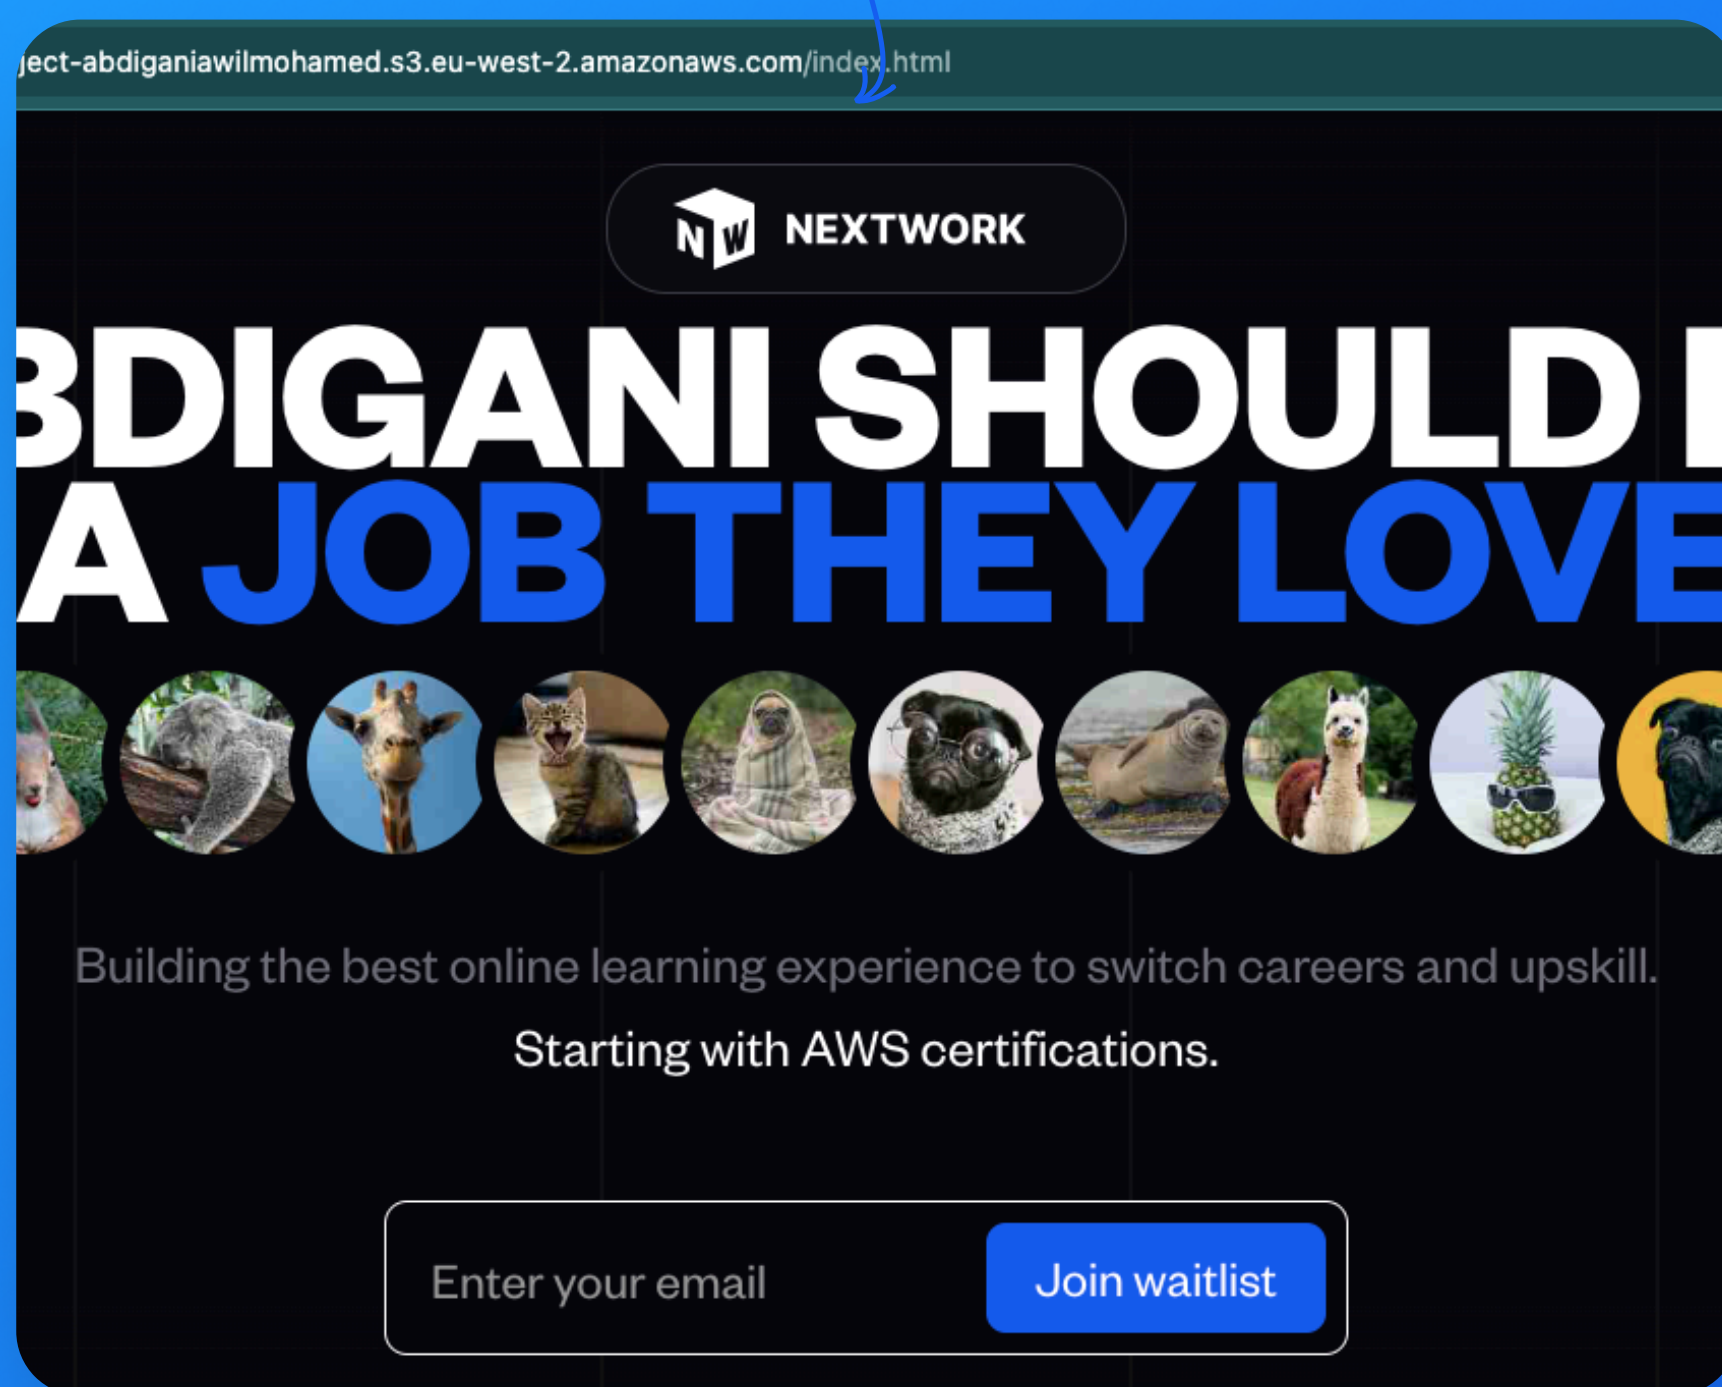 ject-abdiganiawilmohamed.s3.eu-west-2.amazonaws.com/index.html
NW NEXTWORK
BDIGANI SHOULD
A JOB THEY LOVE
Building the best online learning experience to switch careers and upskill.
Starting with AWS certifications.
Enter your email
Join waitlist